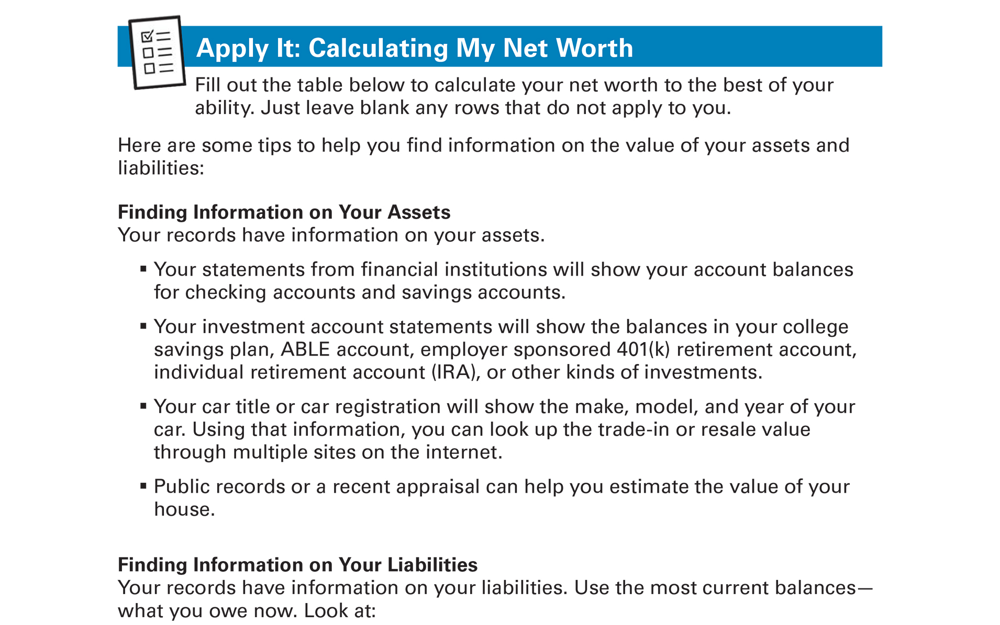 Apply It: Calculating My Net Worth
Fill out the table below to calculate your net worth to the best of your
ability. Just leave blank any rows that do not apply to you.
Here are some tips to help you find information on the value of your assets and
liabilities:
Finding Information on Your Assets
Your records have information on your assets.
▪ Your statements from financial institutions will show your account balances
for checking accounts and savings accounts.
▪ Your investment account statements will show the balances in your college
savings plan, ABLE account, employer sponsored 401(k) retirement account,
individual retirement account (IRA), or other kinds of investments.
▪ Your car title or car registration will show the make, model, and year of your
car. Using that information, you can look up the trade-in or resale value
through multiple sites on the internet.
▪ Public records or a recent appraisal can help you estimate the value of your
house.
Finding Information on Your Liabilities
Your records have information on your liabilities. Use the most current balances—
what you owe now. Look at: